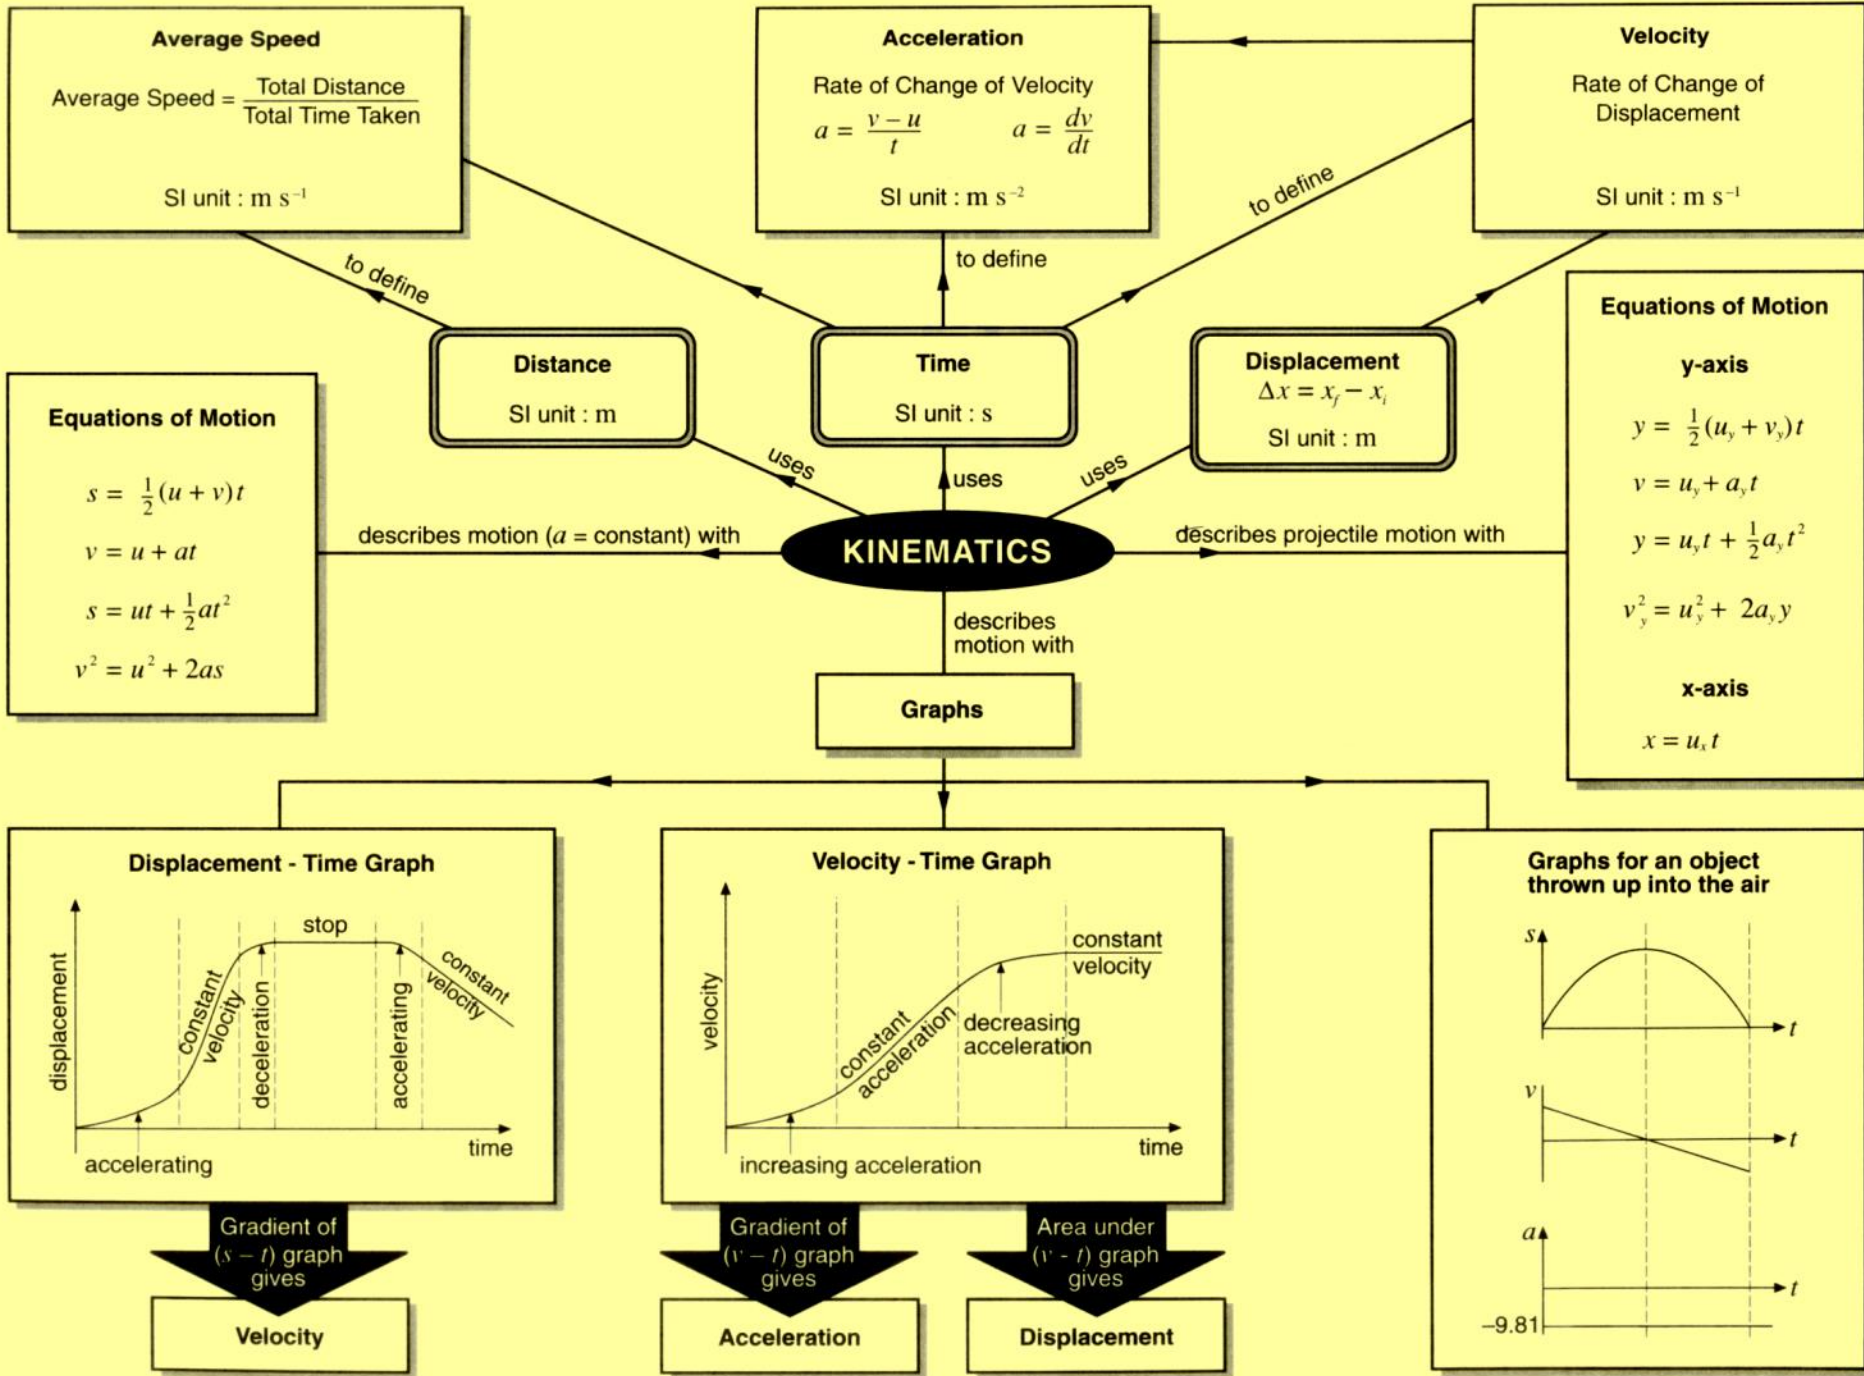 Average Speed
Average Speed = Total Distance / Total Time Taken
SI unit : m s⁻¹
Acceleration
Rate of Change of Velocity
a = (v – u) / t    a = dv / dt
SI unit : m s⁻²
Velocity
Rate of Change of
Displacement
SI unit : m s⁻¹
to define
to define
to define
Distance
SI unit : m
Time
SI unit : s
Displacement
Δx = x_f – x_i
SI unit : m
Equations of Motion
s = ½(u + v)t
v = u + at
s = ut + ½at²
v² = u² + 2as
Equations of Motion
y-axis
y = ½(u_y + v_y)t
v = u_y + a_y t
y = u_y t + ½a_y t²
v_y² = u_y² + 2a_y y
x-axis
x = u_x t
uses
uses
uses
describes motion (a = constant) with
KINEMATICS
describes projectile motion with
describes
motion with
Graphs
Displacement - Time Graph
displacement
accelerating
constant
velocity
deceleration
stop
accelerating
constant
velocity
time
Gradient of
(s – t) graph
gives
Velocity
Velocity - Time Graph
velocity
increasing acceleration
constant
acceleration
decreasing
acceleration
constant
velocity
time
Gradient of
(v – t) graph
gives
Acceleration
Area under
(v - t) graph
gives
Displacement
Graphs for an object
thrown up into the air
s
t
v
t
a
t
–9.81